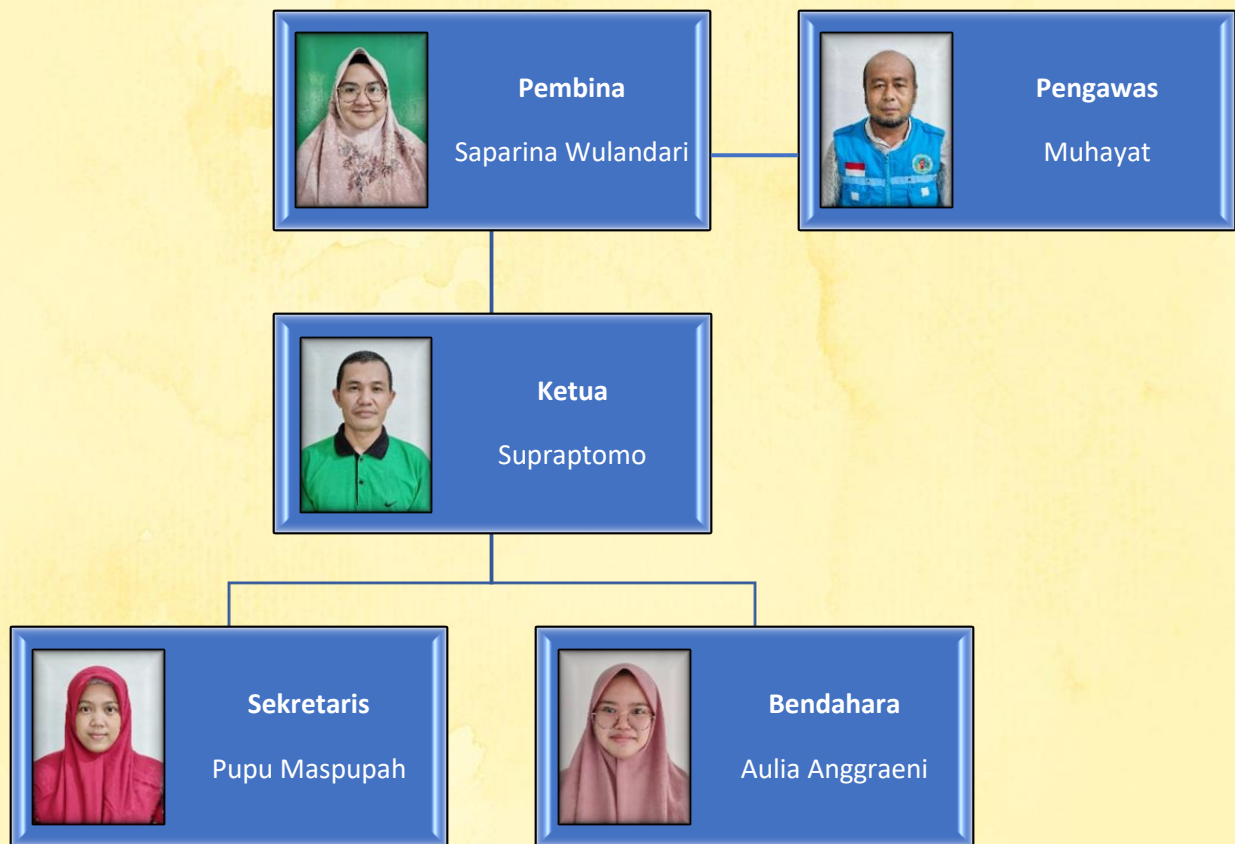 Pembina
Saparina Wulandari
Pengawas
Muhayat
Ketua
Supraptomo
Sekretaris
Pupu Maspupah
Bendahara
Aulia Anggraeni